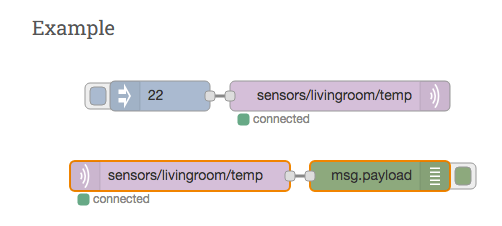 Example
22 sensors/livingroom/temp
connected
sensors/livingroom/temp msg.payload
connected